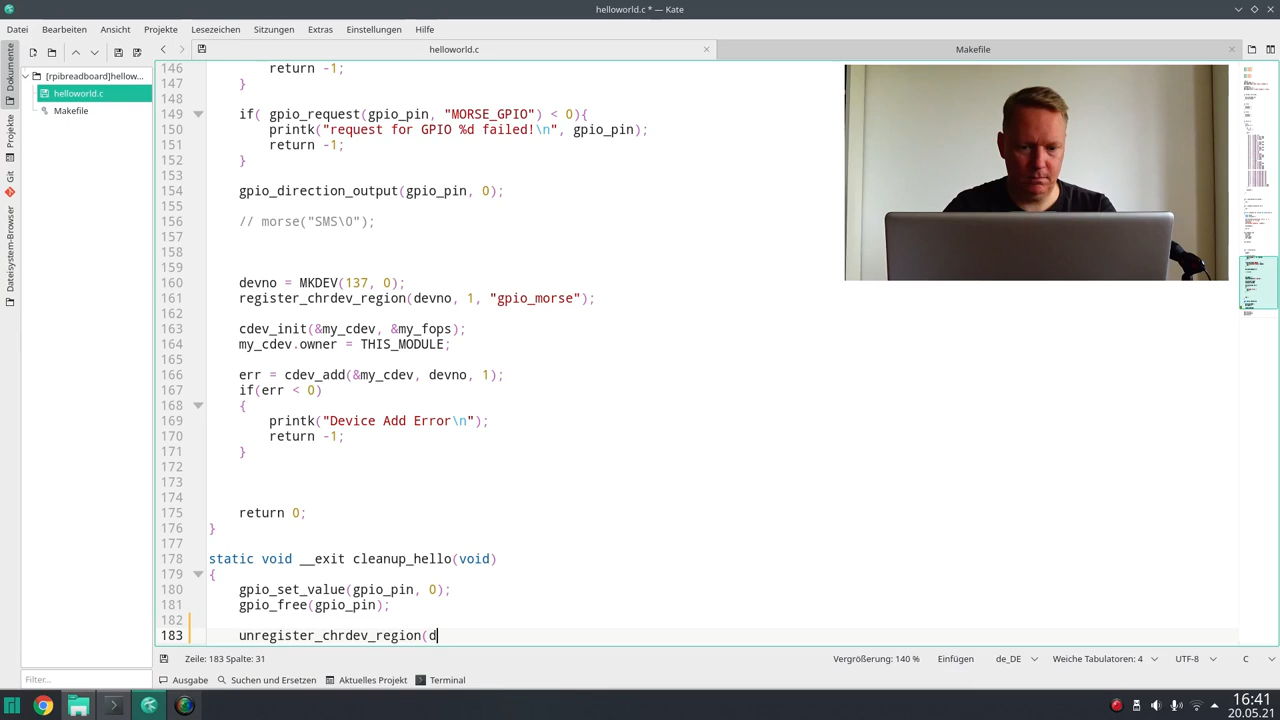 helloworld.c * — Kate
Datei Bearbeiten Ansicht Projekte Lesezeichen Sitzungen Extras Einstellungen Hilfe
helloworld.c
Makefile
Dokumente
Projekte
Git
Dateisystem-Browser
[rpibreadboard]hellow...
helloworld.c
Makefile
Filter...
146 return -1;
147 }
148
149 if( gpio_request(gpio_pin, "MORSE_GPIO") < 0){
150 printk("request for GPIO %d failed!\n", gpio_pin);
151 return -1;
152 }
153
154 gpio_direction_output(gpio_pin, 0);
155
156 // morse("SMS\0");
157
158
159
160 devno = MKDEV(137, 0);
161 register_chrdev_region(devno, 1, "gpio_morse");
162
163 cdev_init(&my_cdev, &my_fops);
164 my_cdev.owner = THIS_MODULE;
165
166 err = cdev_add(&my_cdev, devno, 1);
167 if(err < 0)
168 {
169 printk("Device Add Error\n");
170 return -1;
171 }
172
173
174
175 return 0;
176 }
177
178 static void __exit cleanup_hello(void)
179 {
180 gpio_set_value(gpio_pin, 0);
181 gpio_free(gpio_pin);
182
183 unregister_chrdev_region(d
Zeile: 183 Spalte: 31
Vergrößerung: 140 % Einfügen de_DE Weiche Tabulatoren: 4 UTF-8 C
Ausgabe Suchen und Ersetzen Aktuelles Projekt Terminal
16:41
20.05.21